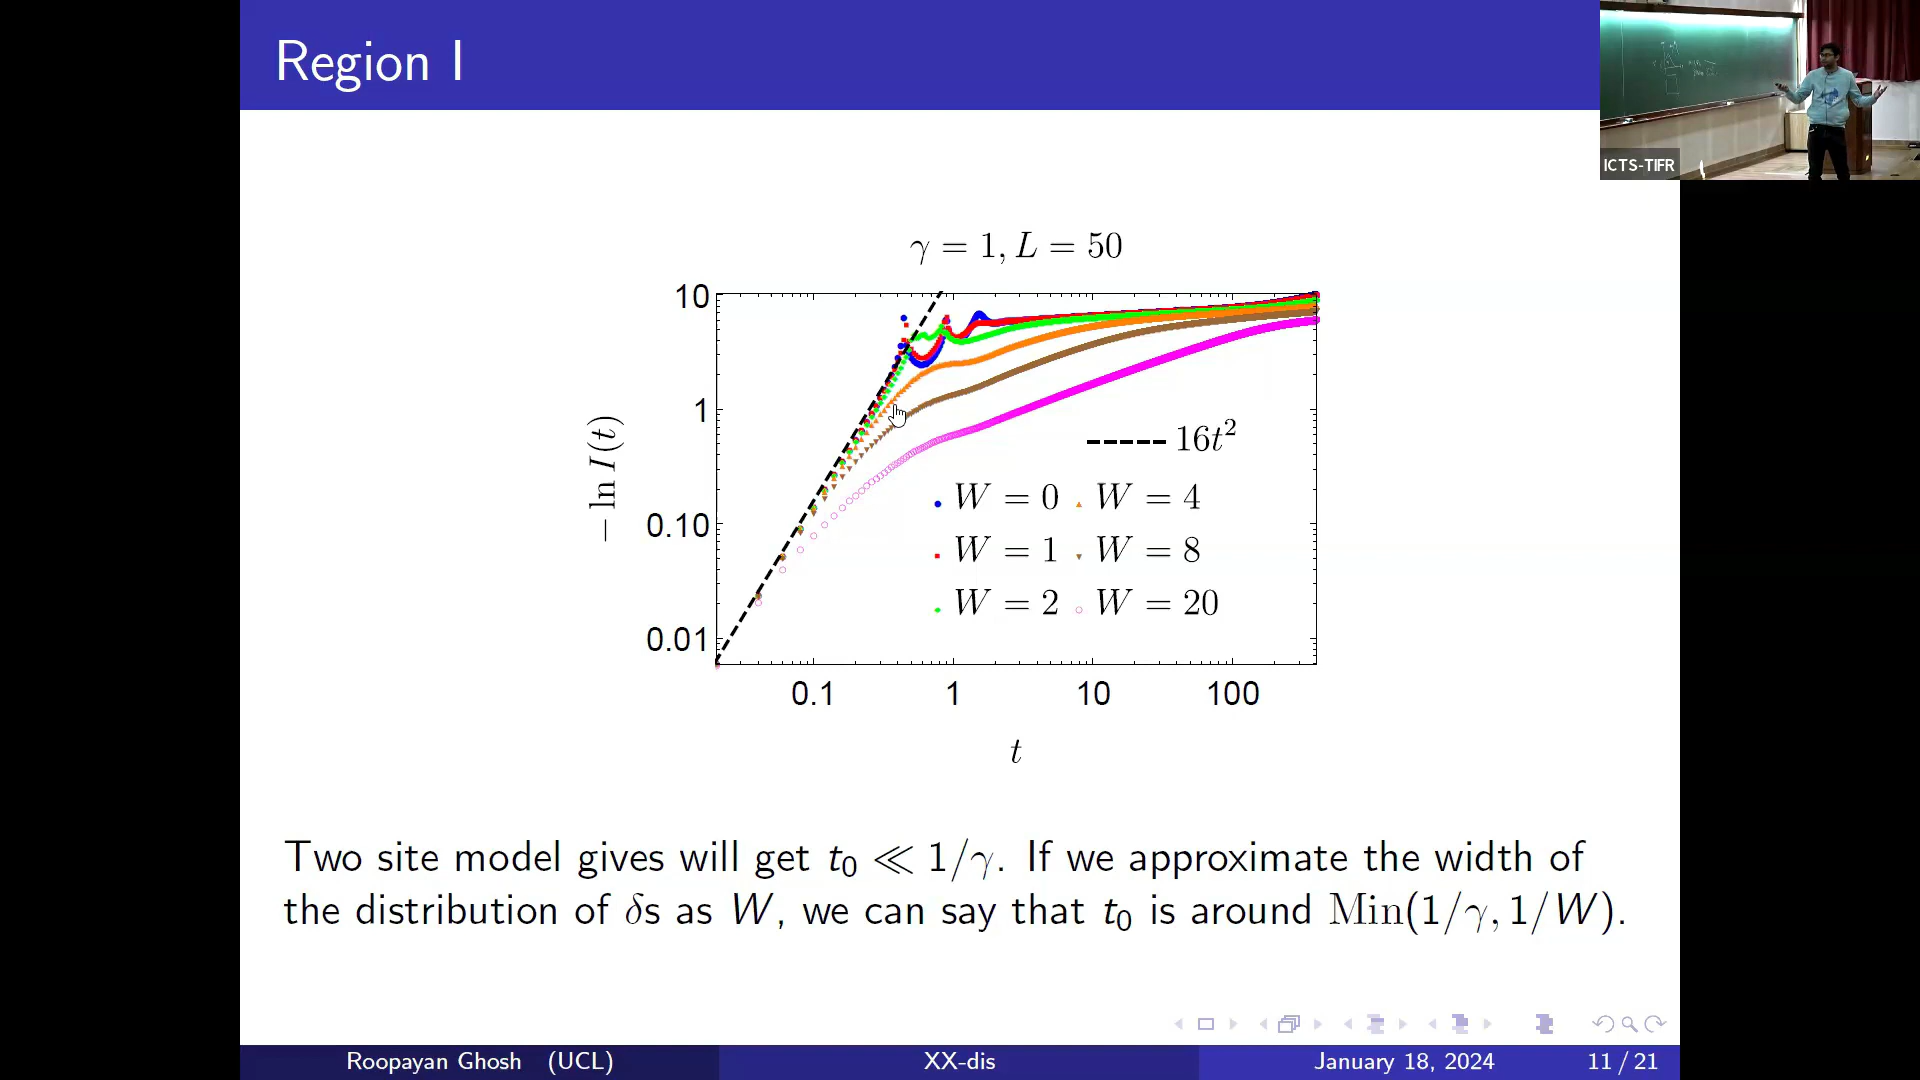 Region I
ICTS-TIFR
γ = 1, L = 50
10
1
0.10
0.01
− ln I(t)
16t²
W = 0 W = 4
W = 1 W = 8
W = 2 W = 20
0.1 1 10 100
t
Two site model gives will get t₀ ≪ 1/γ. If we approximate the width of
the distribution of δs as W, we can say that t₀ is around Min(1/γ, 1/W).
Roopayan Ghosh (UCL) XX-dis January 18, 2024 11 / 21